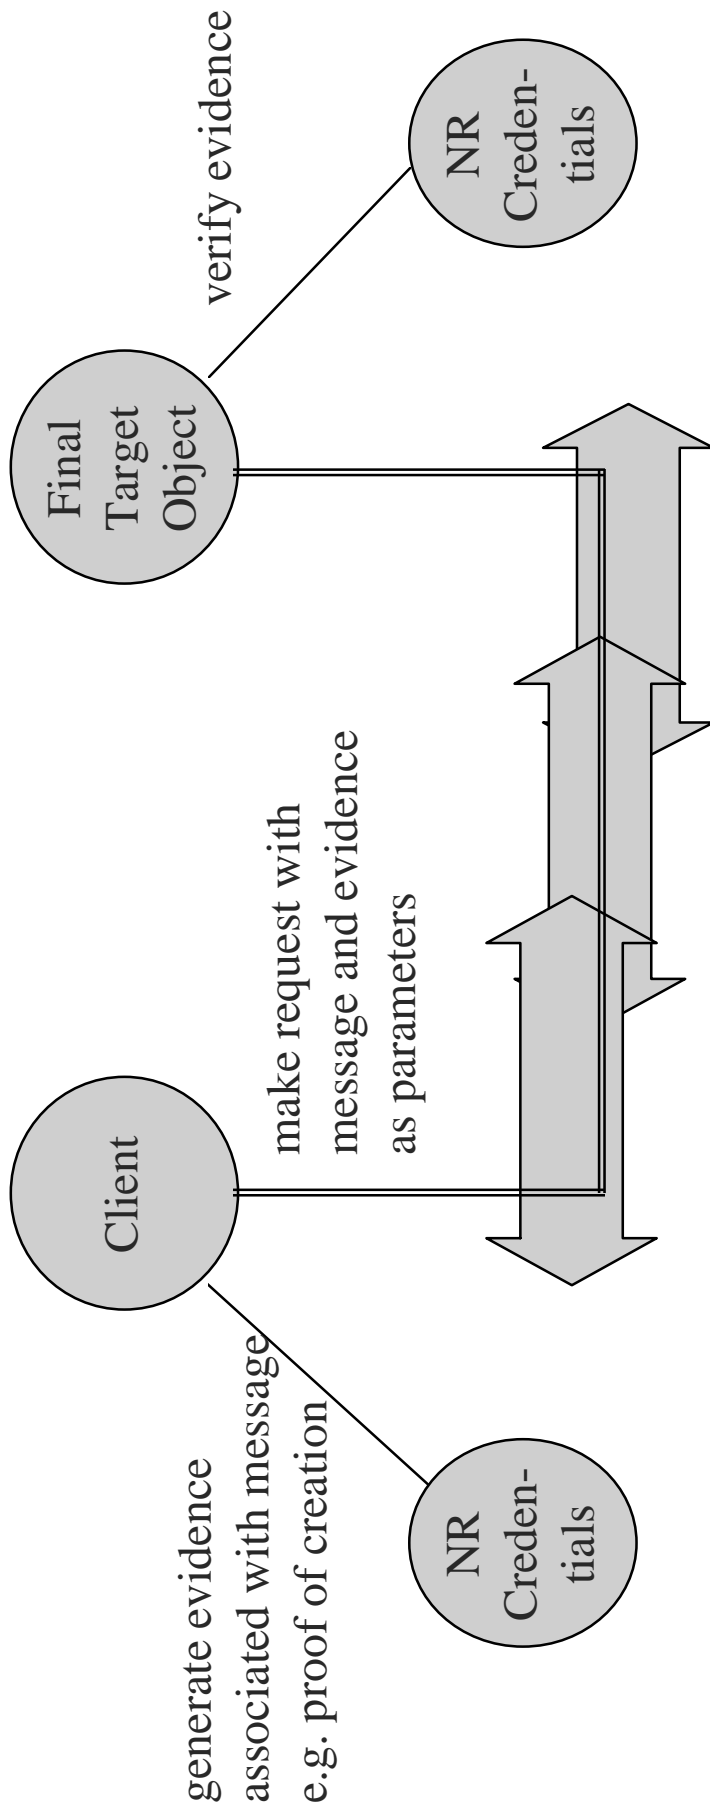 Client
Final
Target
Object
generate evidence
associated with message
e.g. proof of creation
make request with
message and evidence
as parameters
verify evidence
NR
Creden-
tials
NR
Creden-
tials